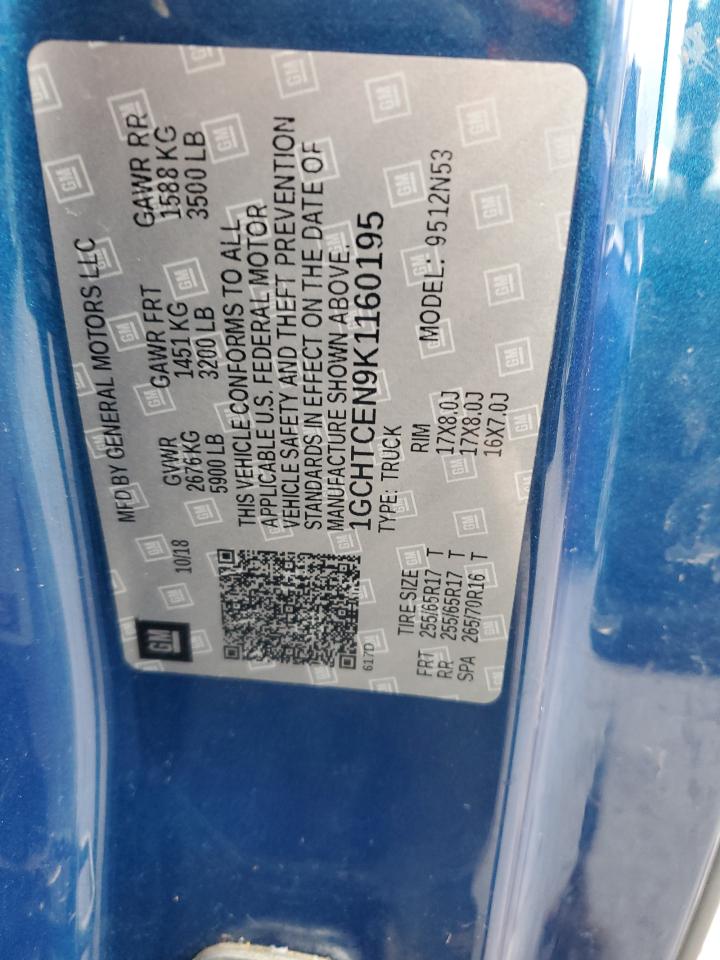 MFD BY GENERAL MOTORS LLC
GM
10/18
GVWR GAWR FRT GAWR RR
2676 KG 1451 KG 1588 KG
5900 LB 3200 LB 3500 LB
THIS VEHICLE CONFORMS TO ALL
APPLICABLE U.S. FEDERAL MOTOR
VEHICLE SAFETY AND THEFT PREVENTION
STANDARDS IN EFFECT ON THE DATE OF
MANUFACTURE SHOWN ABOVE.
1GCHTCEN9K1160195
617D
TYPE: TRUCK MODEL: 9512N53
TIRE SIZE RIM
FRT 255/65R17 T 17X8.0J
RR 255/65R17 T 17X8.0J
SPA 265/70R16 T 16X7.0J